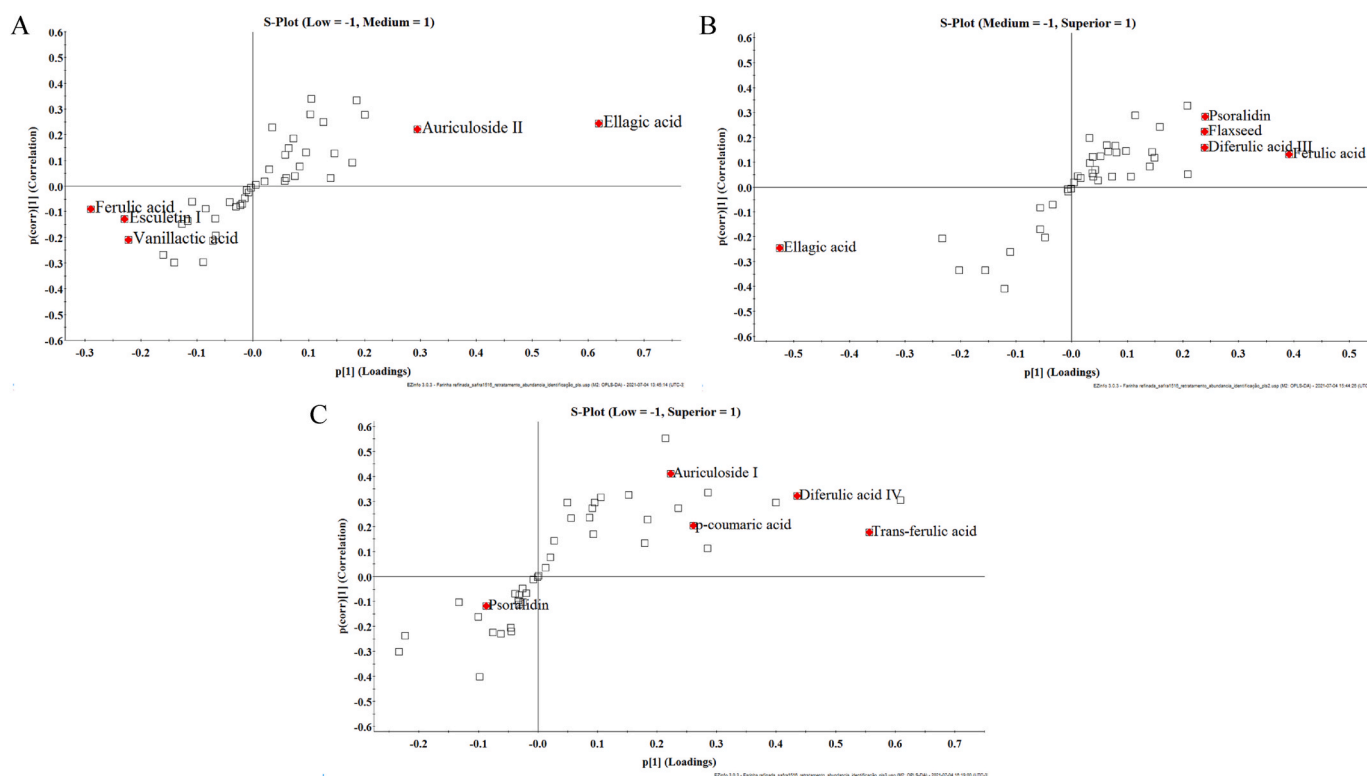 A
S-Plot (Low = -1, Medium = 1)
p(corr)[1] (Correlation)
0.6
0.5
0.4
0.3
0.2
0.1
0.0
-0.1
-0.2
-0.3
-0.4
-0.5
-0.6
Auriculoside II
Ellagic acid
Ferulic acid
Esculetin I
Vanillactic acid
-0.3 -0.2 -0.1 -0.0 0.1 0.2 0.3 0.4 0.5 0.6 0.7
p[1] (Loadings)
B
S-Plot (Medium = -1, Superior = 1)
p(corr)[1] (Correlation)
0.6
0.5
0.4
0.3
0.2
0.1
0.0
-0.1
-0.2
-0.3
-0.4
-0.5
-0.6
Psoralidin
Flaxseed
Diferulic acid III
Ferulic acid
Ellagic acid
-0.5 -0.4 -0.3 -0.2 -0.1 -0.0 0.1 0.2 0.3 0.4 0.5
p[1] (Loadings)
C
S-Plot (Low = -1, Superior = 1)
p(corr)[1] (Correlation)
0.6
0.5
0.4
0.3
0.2
0.1
0.0
-0.1
-0.2
-0.3
-0.4
-0.5
-0.6
Auriculoside I
Diferulic acid IV
p-coumaric acid
Trans-ferulic acid
Psoralidin
-0.2 -0.1 -0.0 0.1 0.2 0.3 0.4 0.5 0.6 0.7
p[1] (Loadings)